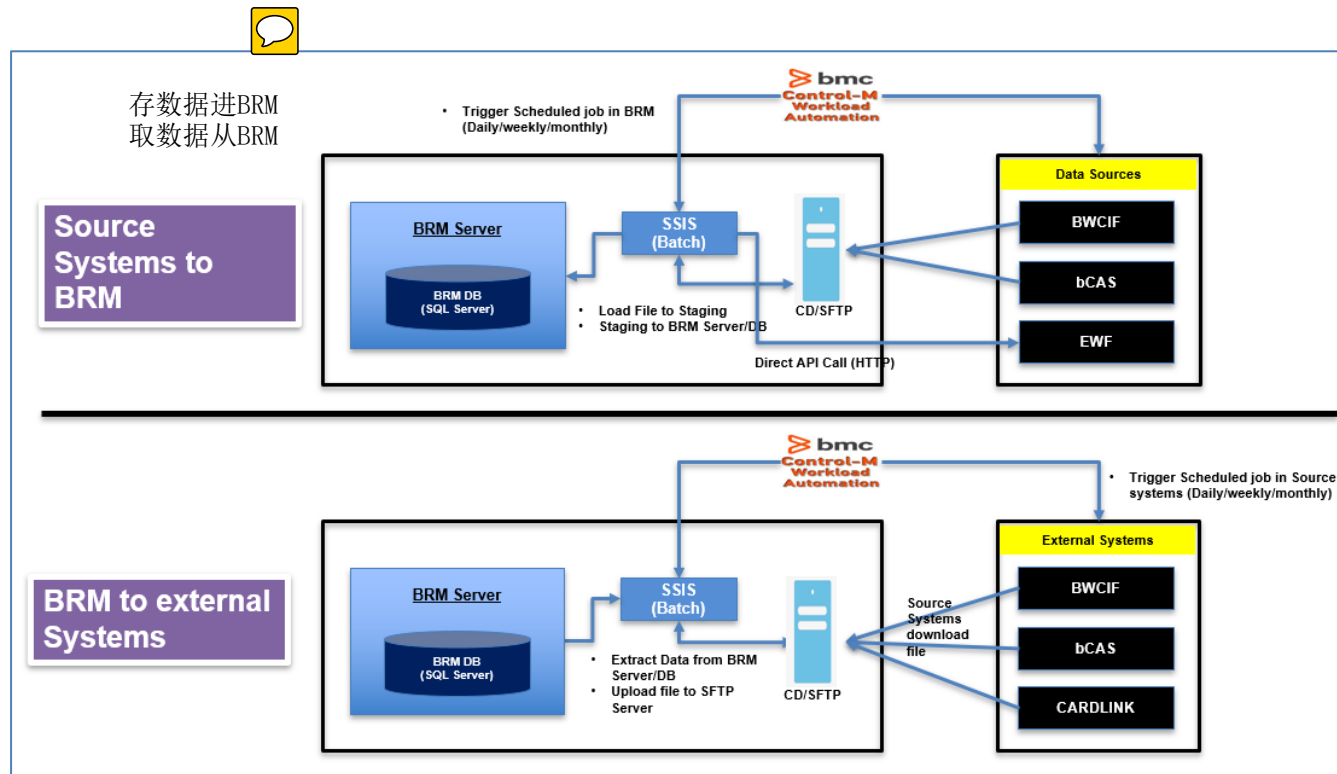 存数据进BRM
取数据从BRM
bmc
Control-M
Workload
Automation
• Trigger Scheduled job in BRM
(Daily/weekly/monthly)
Source
Systems to
BRM
BRM Server
BRM DB
(SQL Server)
SSIS
(Batch)
• Load File to Staging
• Staging to BRM Server/DB
CD/SFTP
Direct API Call (HTTP)
Data Sources
BWCIF
bCAS
EWF
bmc
Control-M
Workload
Automation
• Trigger Scheduled job in Source
systems (Daily/weekly/monthly)
BRM to external
Systems
BRM Server
BRM DB
(SQL Server)
SSIS
(Batch)
• Extract Data from BRM
Server/DB
• Upload file to SFTP
Server
CD/SFTP
Source
Systems
download
file
External Systems
BWCIF
bCAS
CARDLINK